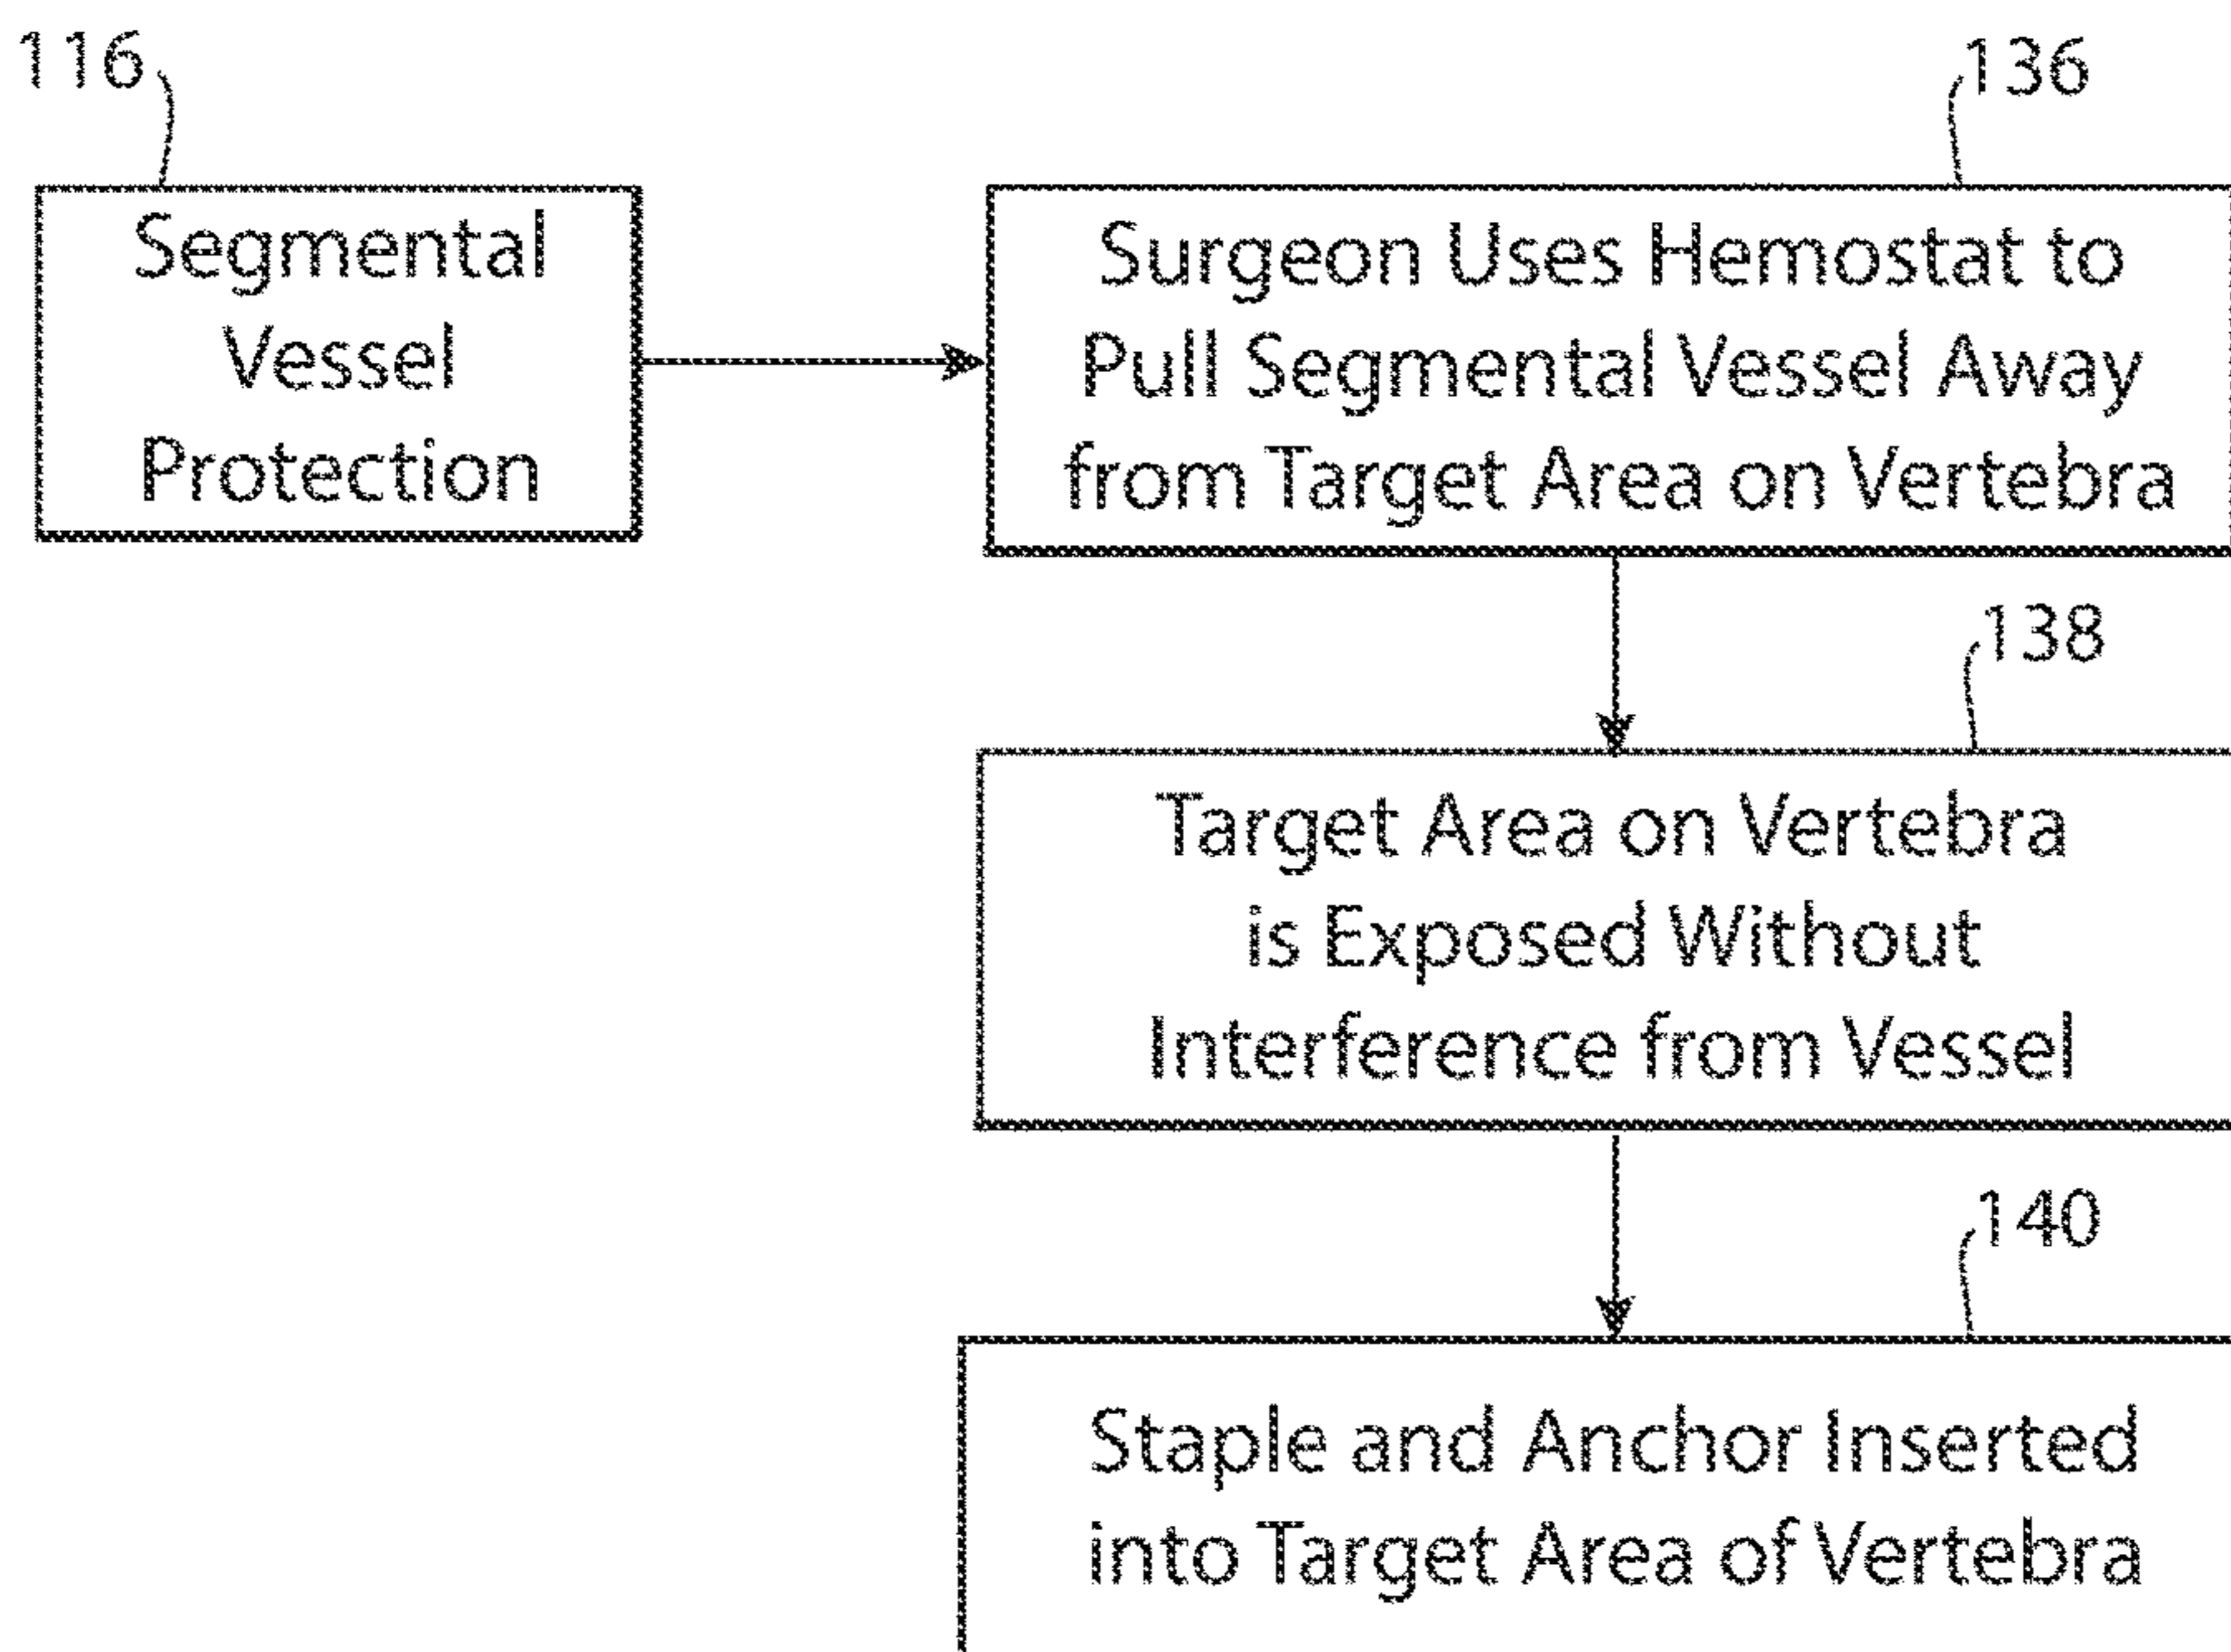 116
136
Segmental
Vessel
Protection
Surgeon Uses Hemostat to
Pull Segmental Vessel Away
from Target Area on Vertebra
138
Target Area on Vertebra
is Exposed Without
Interference from Vessel
140
Staple and Anchor Inserted
into Target Area of Vertebra